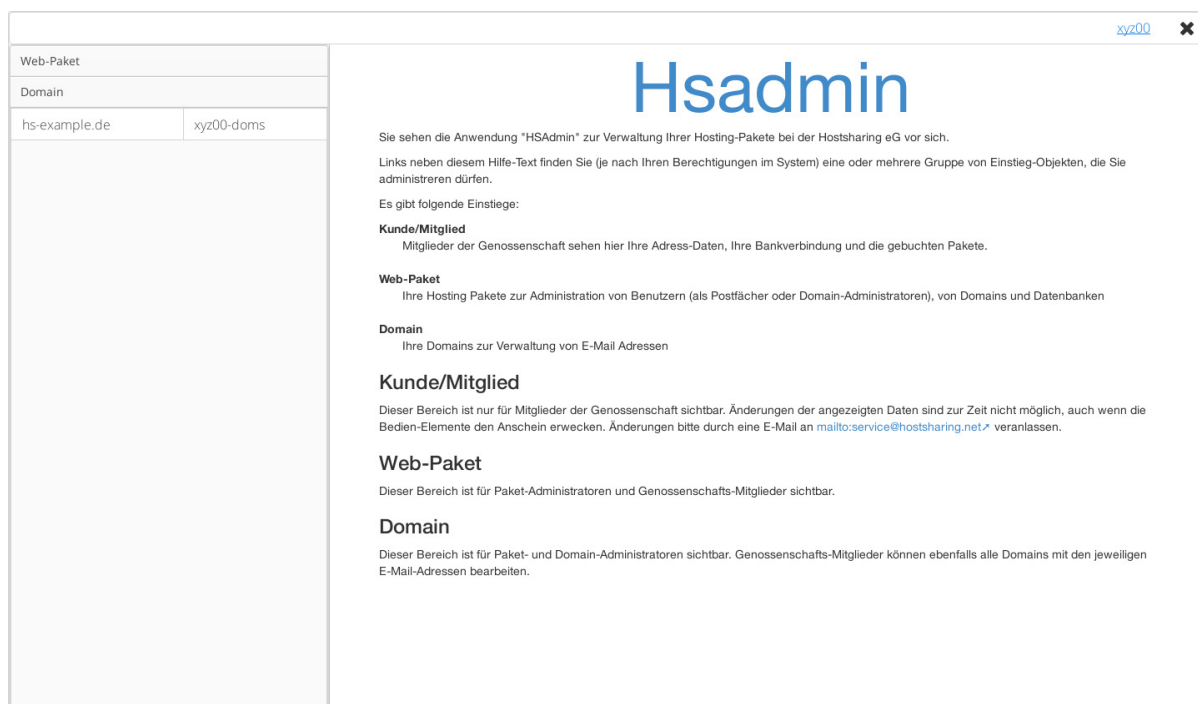 xyz00 ✖
Web-Paket
Domain
hs-example.de xyz00-doms
Hsadmin
Sie sehen die Anwendung "HSAdmin" zur Verwaltung Ihrer Hosting-Pakete bei der Hostsharing eG vor sich.
Links neben diesem Hilfe-Text finden Sie (je nach Ihren Berechtigungen im System) eine oder mehrere Gruppe von Einstieg-Objekten, die Sie
administreren dürfen.
Es gibt folgende Einstiege:
Kunde/Mitglied
Mitglieder der Genossenschaft sehen hier Ihre Adress-Daten, Ihre Bankverbindung und die gebuchten Pakete.
Web-Paket
Ihre Hosting Pakete zur Administration von Benutzern (als Postfächer oder Domain-Administratoren), von Domains und Datenbanken
Domain
Ihre Domains zur Verwaltung von E-Mail Adressen
Kunde/Mitglied
Dieser Bereich ist nur für Mitglieder der Genossenschaft sichtbar. Änderungen der angezeigten Daten sind zur Zeit nicht möglich, auch wenn die
Bedien-Elemente den Anschein erwecken. Änderungen bitte durch eine E-Mail an mailto:service@hostsharing.net↗ veranlassen.
Web-Paket
Dieser Bereich ist für Paket-Administratoren und Genossenschafts-Mitglieder sichtbar.
Domain
Dieser Bereich ist für Paket- und Domain-Administratoren sichtbar. Genossenschafts-Mitglieder können ebenfalls alle Domains mit den jeweiligen
E-Mail-Adressen bearbeiten.